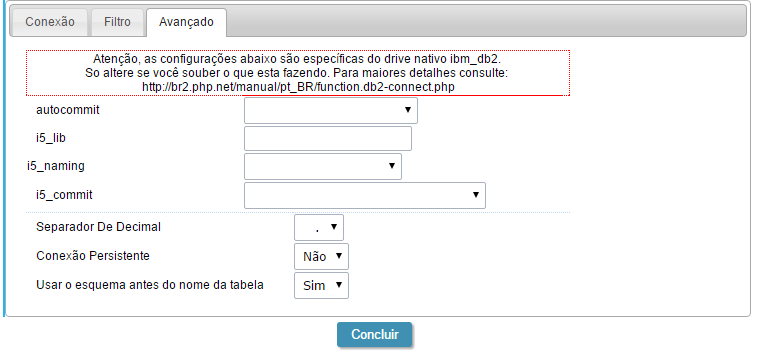 Conexão Filtro Avançado
Atenção, as configurações abaixo são específicas do drive nativo ibm_db2.
So altere se você souber o que esta fazendo. Para maiores detalhes consulte:
http://br2.php.net/manual/pt_BR/function.db2-connect.php
autocommit
i5_lib
i5_naming
i5_commit
Separador De Decimal .
Conexão Persistente Não
Usar o esquema antes do nome da tabela Sim
Concluir